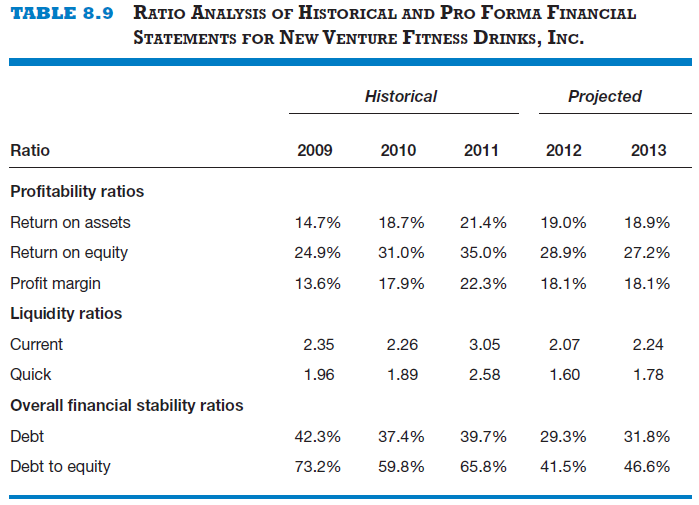 TABLE 8.9 RATIO ANALYSIS OF HISTORICAL AND PRO FORMA FINANCIAL
STATEMENTS FOR NEW VENTURE FITNESS DRINKS, INC.
Historical Projected
Ratio 2009 2010 2011 2012 2013
Profitability ratios
Return on assets 14.7% 18.7% 21.4% 19.0% 18.9%
Return on equity 24.9% 31.0% 35.0% 28.9% 27.2%
Profit margin 13.6% 17.9% 22.3% 18.1% 18.1%
Liquidity ratios
Current 2.35 2.26 3.05 2.07 2.24
Quick 1.96 1.89 2.58 1.60 1.78
Overall financial stability ratios
Debt 42.3% 37.4% 39.7% 29.3% 31.8%
Debt to equity 73.2% 59.8% 65.8% 41.5% 46.6%